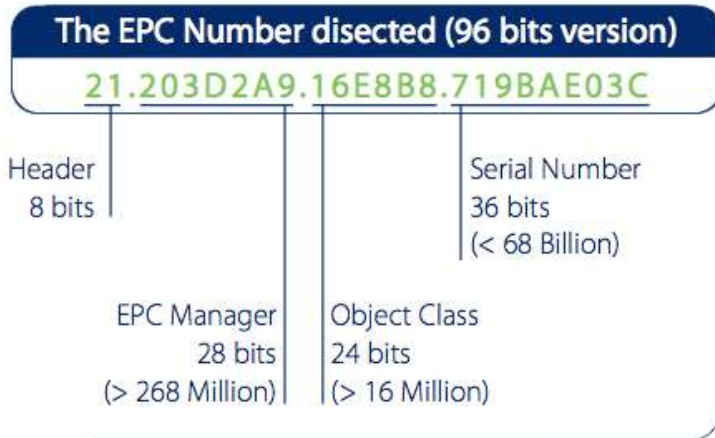 The EPC Number disected (96 bits version)
21.203D2A9.16E8B8.719BAE03C
Header
8 bits
Serial Number
36 bits
(< 68 Billion)
EPC Manager
28 bits
(> 268 Million)
Object Class
24 bits
(> 16 Million)